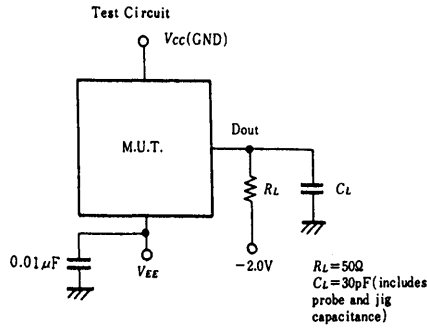 Test Circuit
Vcc(GND)
M.U.T.
Dout
RL
CL
0.01μF
VEE
-2.0V
RL=50Ω
CL=30pF(includes
probe and jig
capacitance)